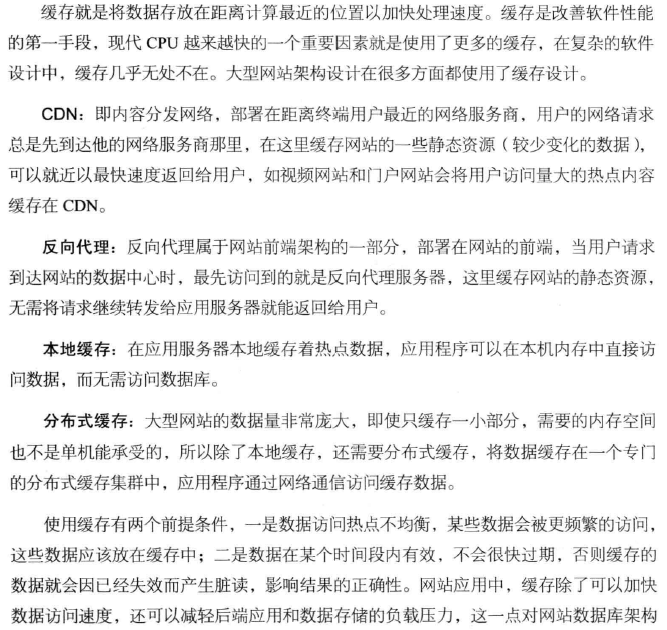 缓存就是将数据存放在距离计算最近的位置以加快处理速度。缓存是改善软件性能
的第一手段，现代 CPU 越来越快的一个重要因素就是使用了更多的缓存，在复杂的软件
设计中，缓存几乎无处不在。大型网站架构设计在很多方面都使用了缓存设计。
CDN：即内容分发网络，部署在距离终端用户最近的网络服务商，用户的网络请求
总是先到达他的网络服务商那里，在这里缓存网站的一些静态资源（较少变化的数据），
可以就近以最快速度返回给用户，如视频网站和门户网站会将用户访问量大的热点内容
缓存在 CDN。
反向代理：反向代理属于网站前端架构的一部分，部署在网站的前端，当用户请求
到达网站的数据中心时，最先访问到的就是反向代理服务器，这里缓存网站的静态资源，
无需将请求继续转发给应用服务器就能返回给用户。
本地缓存：在应用服务器本地缓存着热点数据，应用程序可以在本机内存中直接访
问数据，而无需访问数据库。
分布式缓存：大型网站的数据量非常庞大，即使只缓存一小部分，需要的内存空间
也不是单机能承受的，所以除了本地缓存，还需要分布式缓存，将数据缓存在一个专门
的分布式缓存集群中，应用程序通过网络通信访问缓存数据。
使用缓存有两个前提条件，一是数据访问热点不均衡，某些数据会被更频繁的访问，
这些数据应该放在缓存中；二是数据在某个时间段内有效，不会很快过期，否则缓存的
数据就会因已经失效而产生脏读，影响结果的正确性。网站应用中，缓存除了可以加快
数据访问速度，还可以减轻后端应用和数据存储的负载压力，这一点对网站数据库架构